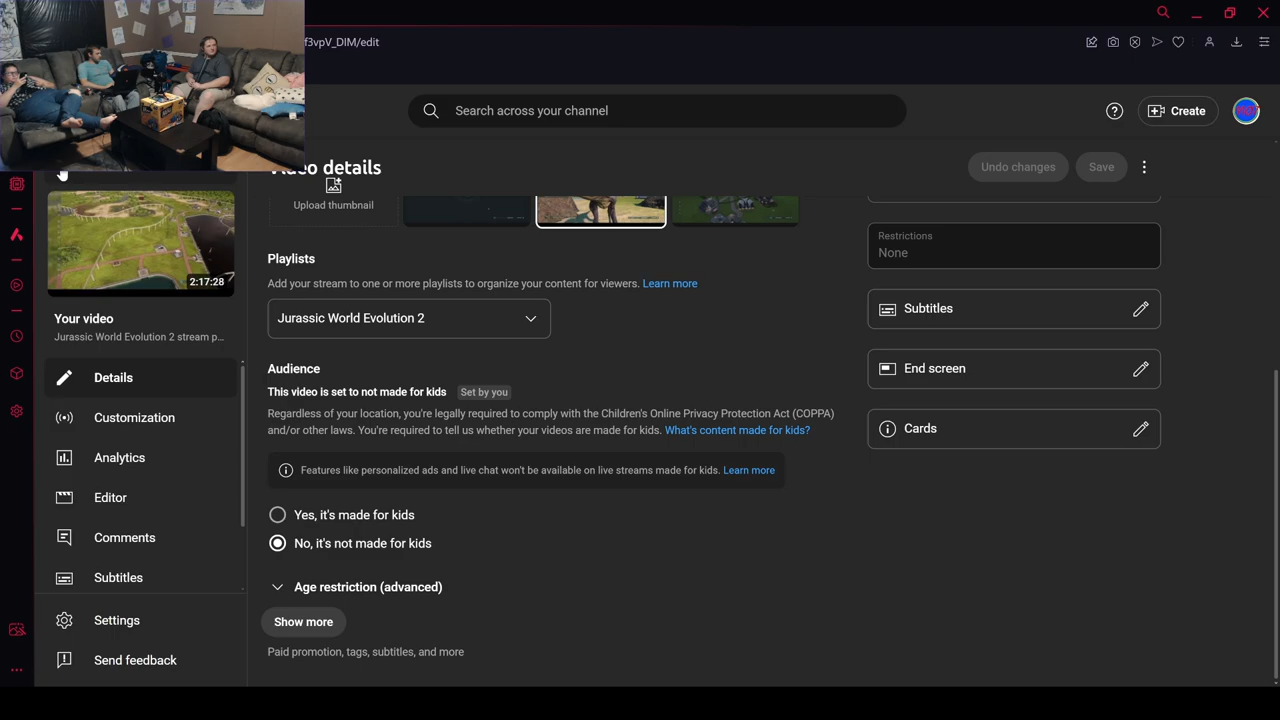 f3vpV_DIM/edit
Search across your channel
Create
Video details
Undo changes
Save
Upload thumbnail
2:17:28
Your video
Jurassic World Evolution 2 stream p...
Details
Customization
Analytics
Editor
Comments
Subtitles
Settings
Send feedback
Playlists
Add your stream to one or more playlists to organize your content for viewers. Learn more
Jurassic World Evolution 2
Audience
This video is set to not made for kids Set by you
Regardless of your location, you're legally required to comply with the Children's Online Privacy Protection Act (COPPA)
and/or other laws. You're required to tell us whether your videos are made for kids. What's content made for kids?
Features like personalized ads and live chat won't be available on live streams made for kids. Learn more
Yes, it's made for kids
No, it's not made for kids
Age restriction (advanced)
Show more
Paid promotion, tags, subtitles, and more
Restrictions
None
Subtitles
End screen
Cards